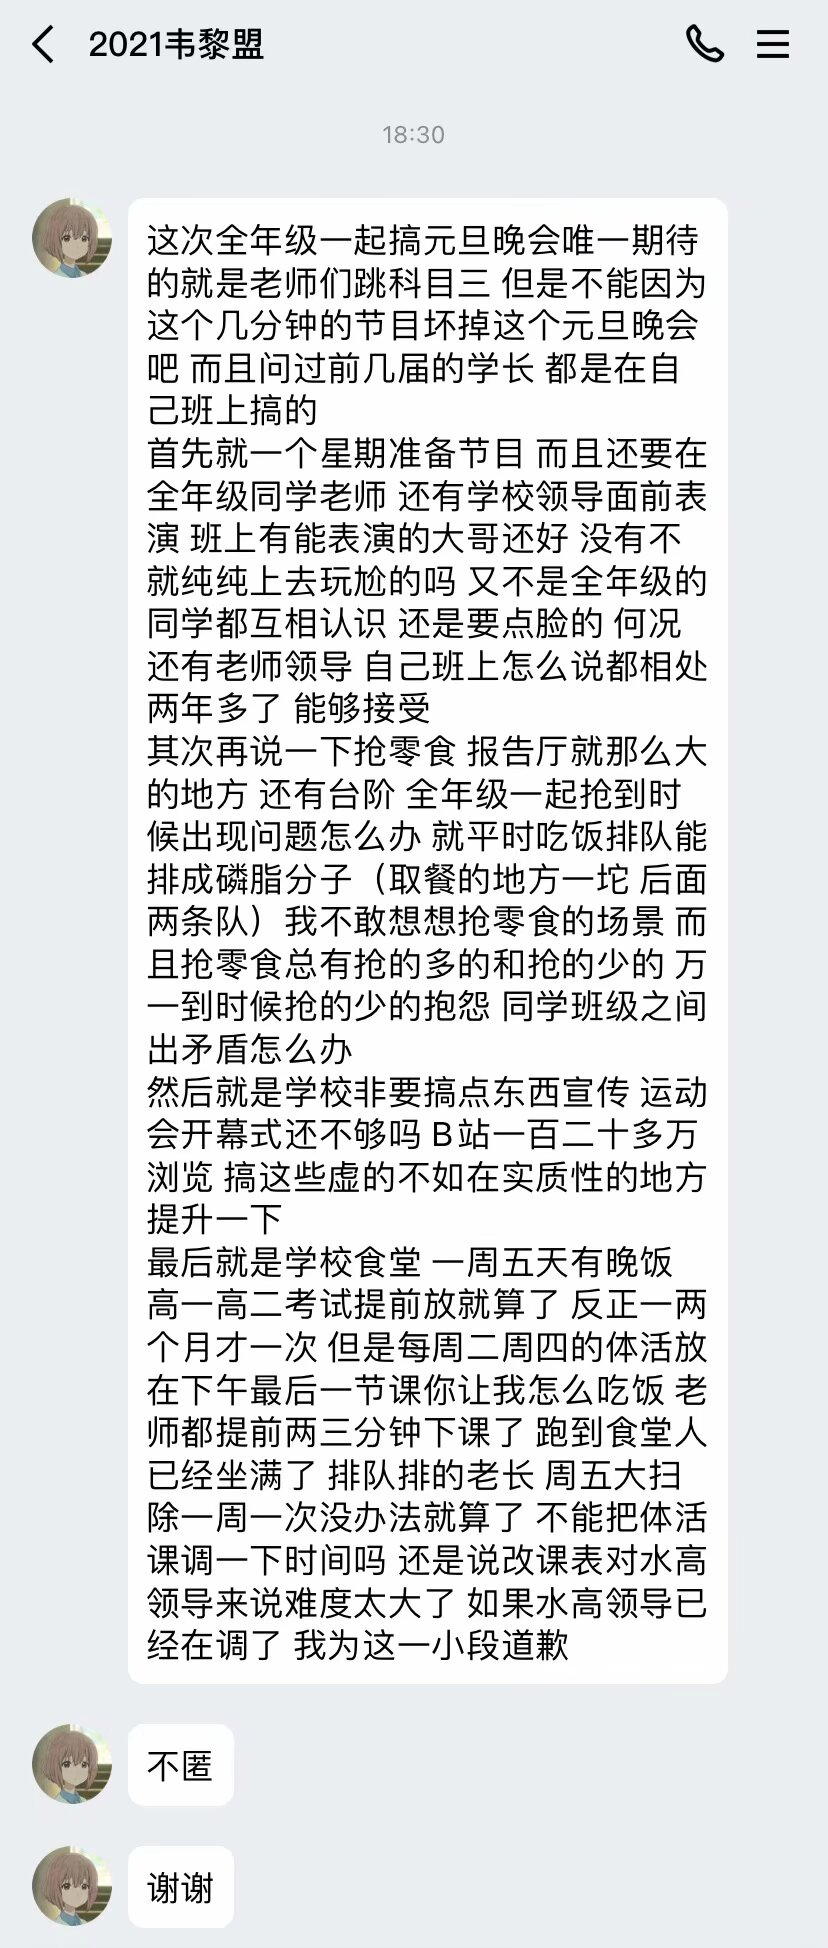 2021韦黎盟
18:30
这次全年级一起搞元旦晚会唯一期待
的就是老师们跳科目三 但是不能因为
这个几分钟的节目坏掉这个元旦晚会
吧 而且问过前几届的学长 都是在自
己班上搞的
首先就一个星期准备节目 而且还要在
全年级同学老师 还有学校领导面前表
演 班上有能表演的大哥还好 没有不
就纯纯上去玩尬的吗 又不是全年级的
同学都互相认识 还是要点脸的 何况
还有老师领导 自己班上怎么说都相处
两年多了 能够接受
其次再说一下抢零食 报告厅就那么大
的地方 还有台阶 全年级一起抢到时
候出现问题怎么办 就平时吃饭排队能
排成磷脂分子（取餐的地方一坨 后面
两条队）我不敢想想抢零食的场景 而
且抢零食总有抢的多的和抢的少的 万
一到时候抢的少的抱怨 同学班级之间
出矛盾怎么办
然后就是学校非要搞点东西宣传 运动
会开幕式还不够吗 B站一百二十多万
浏览 搞这些虚的不如在实质性的地方
提升一下
最后就是学校食堂 一周五天有晚饭
高一高二考试提前放就算了 反正一两
个月才一次 但是每周二周四的体活放
在下午最后一节课你让我怎么吃饭 老
师都提前两三分钟下课了 跑到食堂人
已经坐满了 排队排的老长 周五大扫
除一周一次没办法就算了 不能把体活
课调一下时间吗 还是说改课表对水高
领导来说难度太大了 如果水高领导已
经在调了 我为这一小段道歉
不匿
谢谢